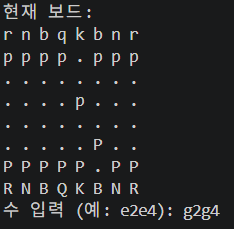 현재 보드:
r n b q k b n r
p p p p . p p p
. . . . . . . .
. . . . p . . .
. . . . . . . .
. . . . . P . .
P P P P P . P P
R N B Q K B N R
수 입력 (예: e2e4): g2g4